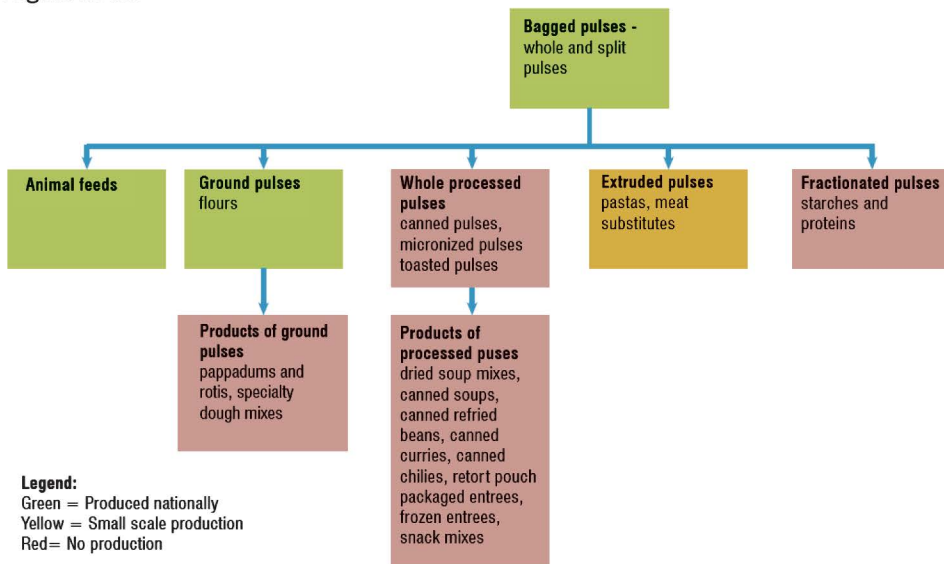 Bagged pulses -
whole and split
pulses
Animal feeds
Ground pulses
flours
Whole processed
pulses
canned pulses,
micronized pulses
toasted pulses
Extruded pulses
pastas, meat
substitutes
Fractionated pulses
starches and
proteins
Products of ground
pulses
pappadums and
rotis, specialty
dough mixes
Products of
processed puses
dried soup mixes,
canned soups,
canned refried
beans, canned
curries, canned
chilies, retort pouch
packaged entrees,
frozen entrees,
snack mixes
Legend:
Green = Produced nationally
Yellow = Small scale production
Red= No production